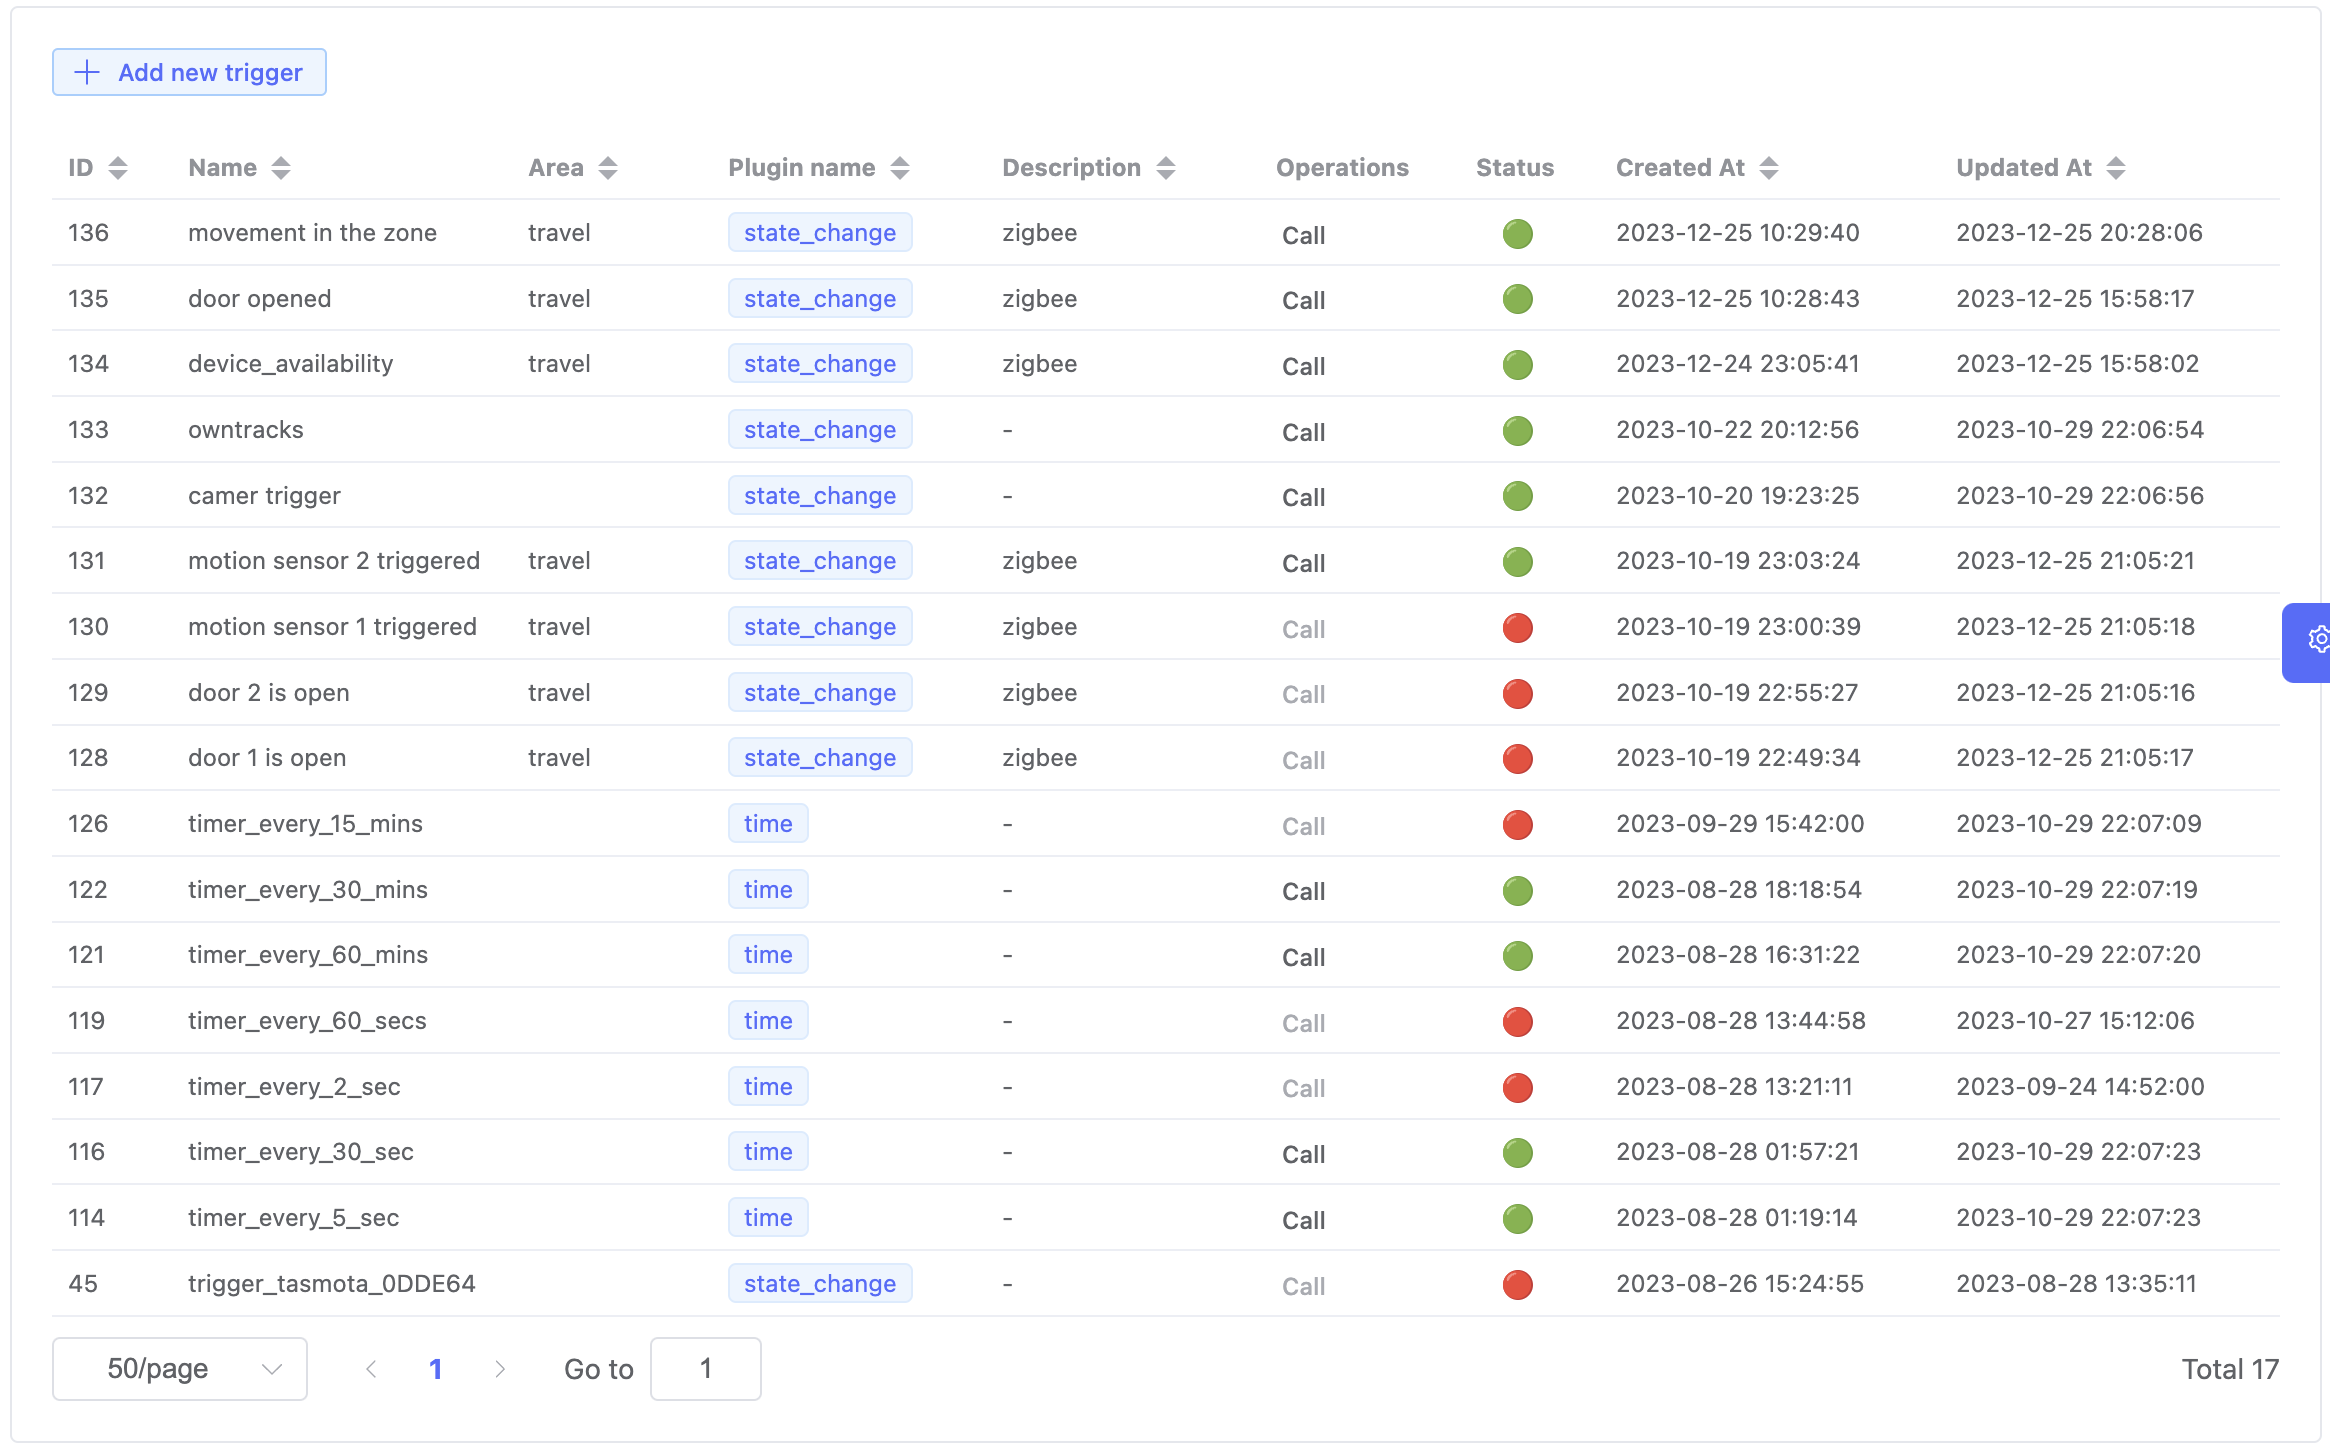 Add new trigger
ID Name Area Plugin name Description Operations Status Created At Updated At
136 movement in the zone travel state_change zigbee Call 2023-12-25 10:29:40 2023-12-25 20:28:06
135 door opened travel state_change zigbee Call 2023-12-25 10:28:43 2023-12-25 15:58:17
134 device_availability travel state_change zigbee Call 2023-12-24 23:05:41 2023-12-25 15:58:02
133 owntracks state_change - Call 2023-10-22 20:12:56 2023-10-29 22:06:54
132 camer trigger state_change - Call 2023-10-20 19:23:25 2023-10-29 22:06:56
131 motion sensor 2 triggered travel state_change zigbee Call 2023-10-19 23:03:24 2023-12-25 21:05:21
130 motion sensor 1 triggered travel state_change zigbee Call 2023-10-19 23:00:39 2023-12-25 21:05:18
129 door 2 is open travel state_change zigbee Call 2023-10-19 22:55:27 2023-12-25 21:05:16
128 door 1 is open travel state_change zigbee Call 2023-10-19 22:49:34 2023-12-25 21:05:17
126 timer_every_15_mins time - Call 2023-09-29 15:42:00 2023-10-29 22:07:09
122 timer_every_30_mins time - Call 2023-08-28 18:18:54 2023-10-29 22:07:19
121 timer_every_60_mins time - Call 2023-08-28 16:31:22 2023-10-29 22:07:20
119 timer_every_60_secs time - Call 2023-08-28 13:44:58 2023-10-27 15:12:06
117 timer_every_2_sec time - Call 2023-08-28 13:21:11 2023-09-24 14:52:00
116 timer_every_30_sec time - Call 2023-08-28 01:57:21 2023-10-29 22:07:23
114 timer_every_5_sec time - Call 2023-08-28 01:19:14 2023-10-29 22:07:23
45 trigger_tasmota_0DDE64 state_change - Call 2023-08-26 15:24:55 2023-08-28 13:35:11
50/page 1 Go to 1 Total 17